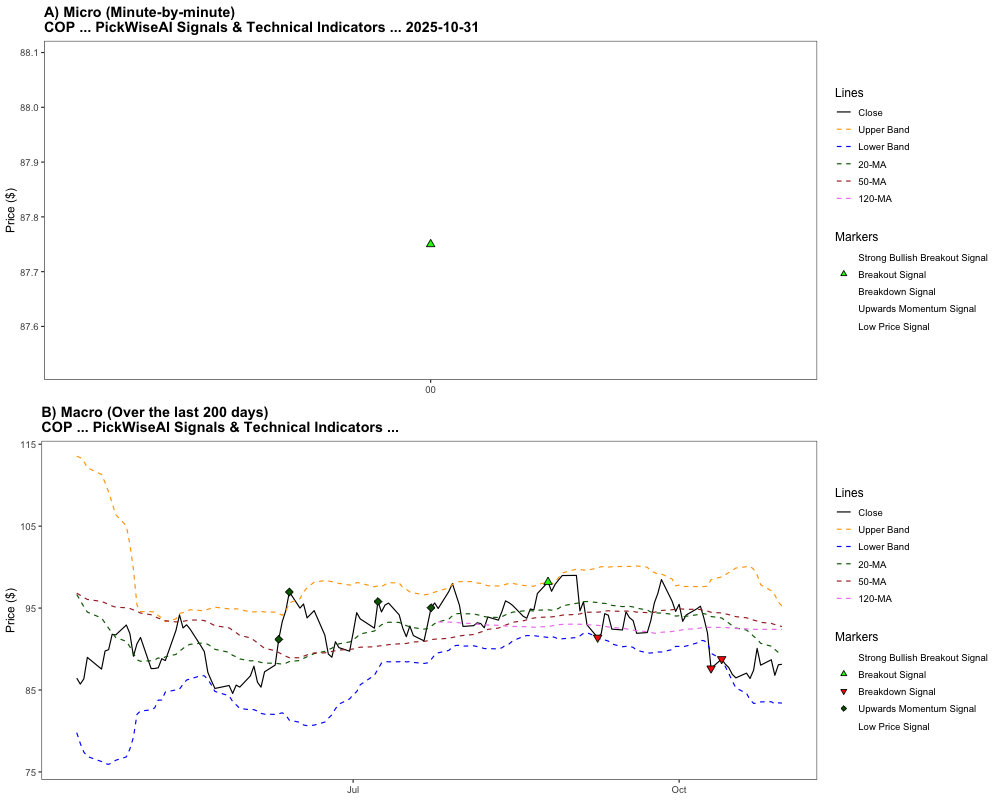 A) Micro (Minute-by-minute)
COP ... PickWiseAI Signals & Technical Indicators ... 2025-10-31
88.1
88.0
87.9
87.8
87.7
87.6
Price ($)
00
Lines
Close
Upper Band
Lower Band
20-MA
50-MA
120-MA
Markers
Strong Bullish Breakout Signal
Breakout Signal
Breakdown Signal
Upwards Momentum Signal
Low Price Signal
B) Macro (Over the last 200 days)
COP ... PickWiseAI Signals & Technical Indicators ...
115
105
95
85
75
Price ($)
Jul
Oct
Lines
Close
Upper Band
Lower Band
20-MA
50-MA
120-MA
Markers
Strong Bullish Breakout Signal
Breakout Signal
Breakdown Signal
Upwards Momentum Signal
Low Price Signal